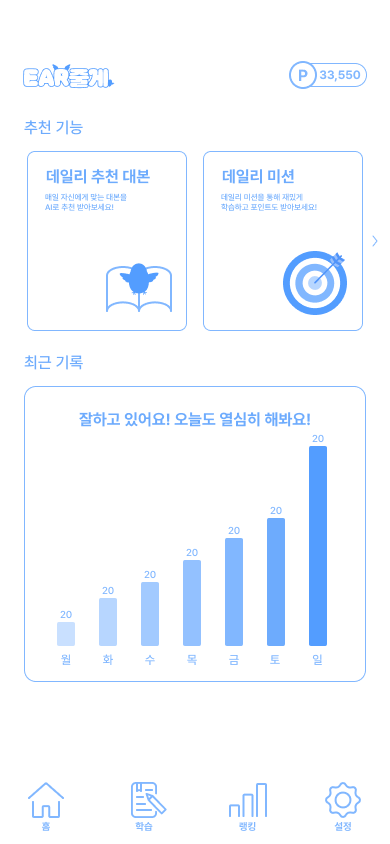 EAR줄게
P 33,550
추천 기능
데일리 추천 대본
매일 자신에게 맞는 대본을
AI로 추천 받아보세요!
데일리 미션
데일리 미션을 통해 재밌게
학습하고 포인트도 받아보세요!
최근 기록
잘하고 있어요! 오늘도 열심히 해봐요!
20
20
20
20
20
20
20
월 화 수 목 금 토 일
홈 학습 랭킹 설정